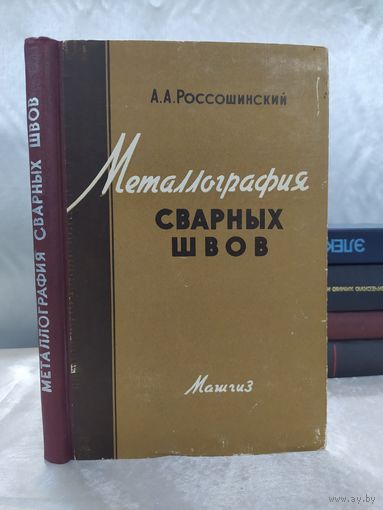 А.А.РОССОШИНСКИЙ
Металлография
СВАРНЫХ
ШВОВ
Машгиз
МЕТАЛЛОГРАФИЯ СВАРНЫХ ШВОВ
ЭЛЕК
www.ay.by